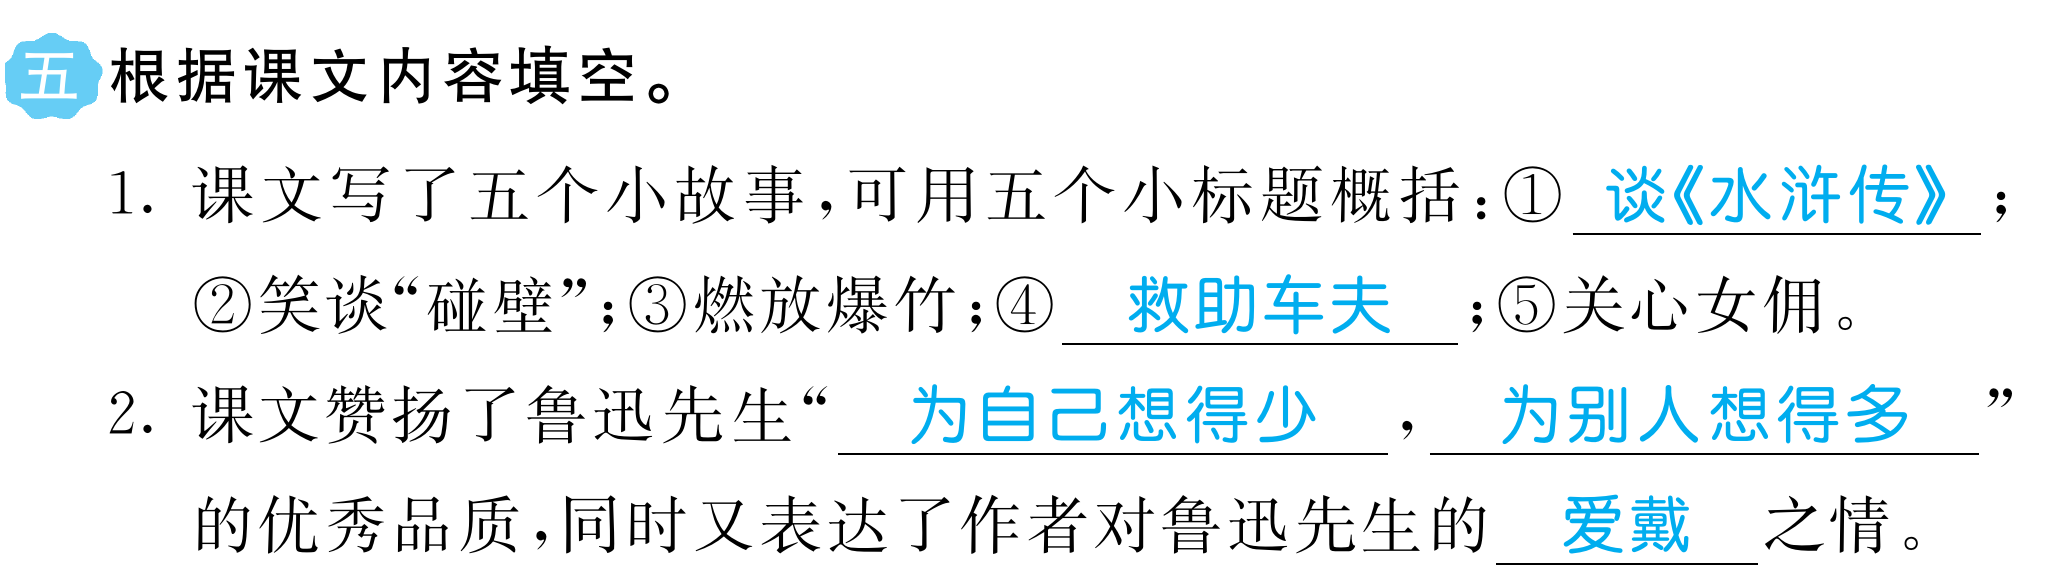 五 根据课文内容填空。
1. 课文写了五个小故事,可用五个小标题概括:① 谈《水浒传》 ;
②笑谈“碰壁”;③燃放爆竹;④ 救助车夫 ;⑤关心女佣。
2. 课文赞扬了鲁迅先生“ 为自己想得少 , 为别人想得多 ”
的优秀品质,同时又表达了作者对鲁迅先生的 爱戴 之情。